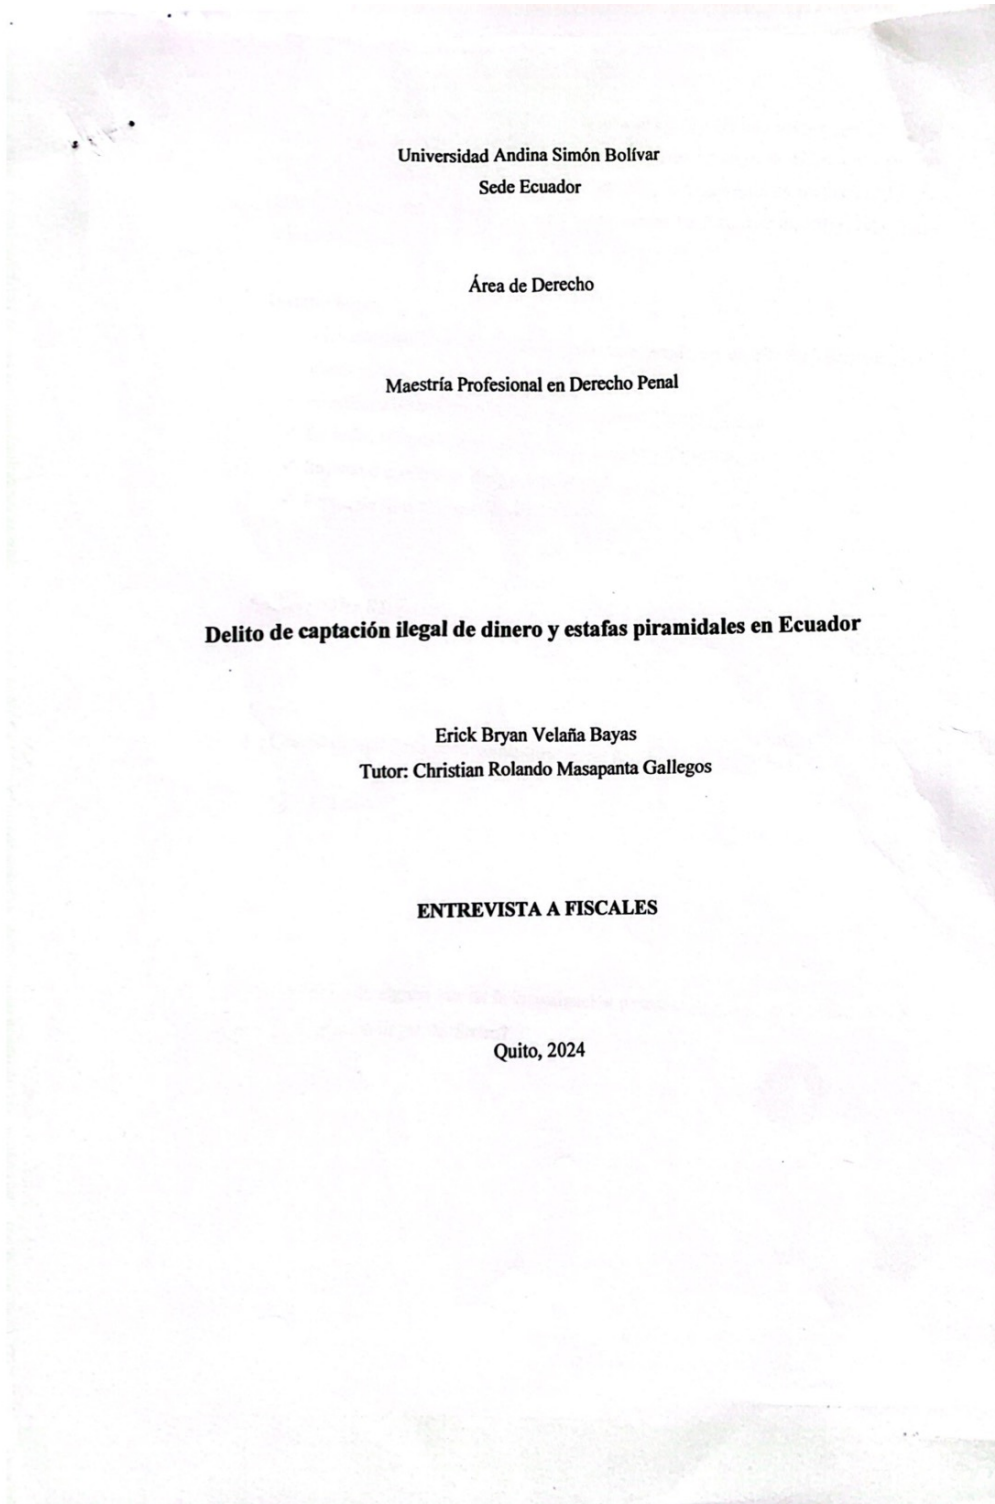 Universidad Andina Simón Bolívar
Sede Ecuador
Área de Derecho
Maestría Profesional en Derecho Penal
Delito de captación ilegal de dinero y estafas piramidales en Ecuador
Erick Bryan Velaña Bayas
Tutor: Christian Rolando Masapanta Gallegos
ENTREVISTA A FISCALES
Quito, 2024